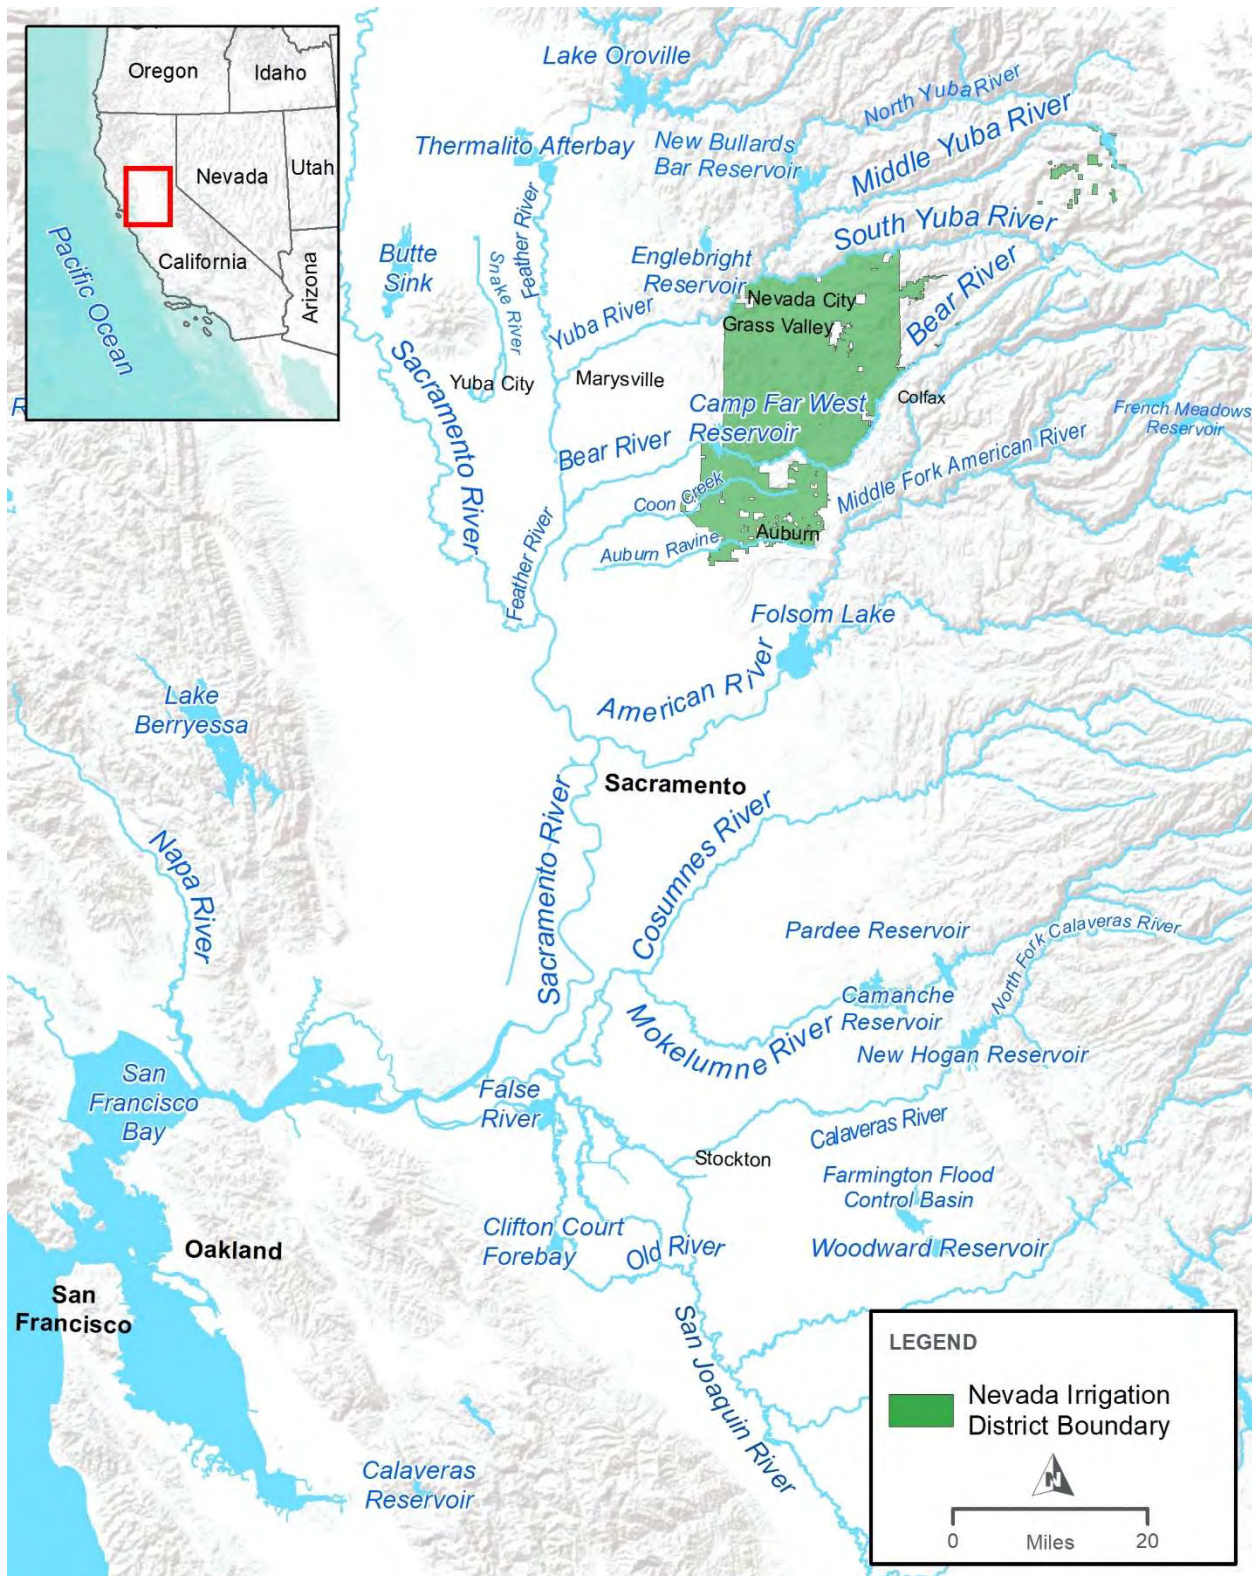 Oregon
Idaho
Nevada
Utah
California
Arizona
Pacific Ocean
R
Lake Oroville
Thermalito Afterbay
New Bullards
Bar Reservoir
North Yuba River
Middle Yuba River
South Yuba River
Bear River
Butte
Sink
Snake River
Feather River
Englebright
Reservoir
Nevada City
Grass Valley
Yuba River
Sacramento River
Yuba City
Marysville
Camp Far West
Reservoir
Colfax
French Meadows
Reservoir
Bear River
Coon Creek
Middle Fork American River
Auburn
Auburn Ravine
Feather River
Folsom Lake
American River
Lake
Berryessa
Sacramento
Napa River
Sacramento River
Cosumnes River
Pardee Reservoir
North Fork Calaveras River
Camanche
Reservoir
Mokelumne River
New Hogan Reservoir
San
Francisco
Bay
False
River
Calaveras River
Stockton
Farmington Flood
Control Basin
Clifton Court
Forebay
Old River
Woodward Reservoir
Oakland
San
Francisco
San Joaquin River
Calaveras
Reservoir
LEGEND
Nevada Irrigation
District Boundary
N
0 20
Miles